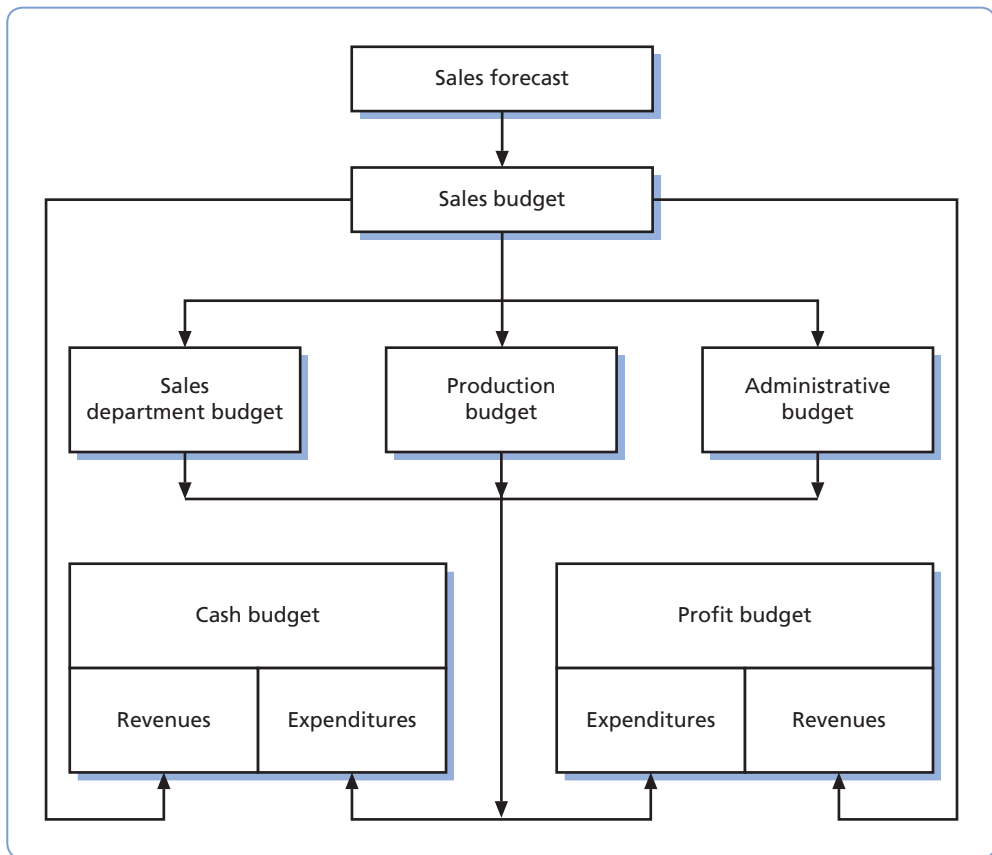 Sales forecast
Sales budget
Sales
department budget
Production
budget
Administrative
budget
Cash budget
Revenues
Expenditures
Profit budget
Expenditures
Revenues